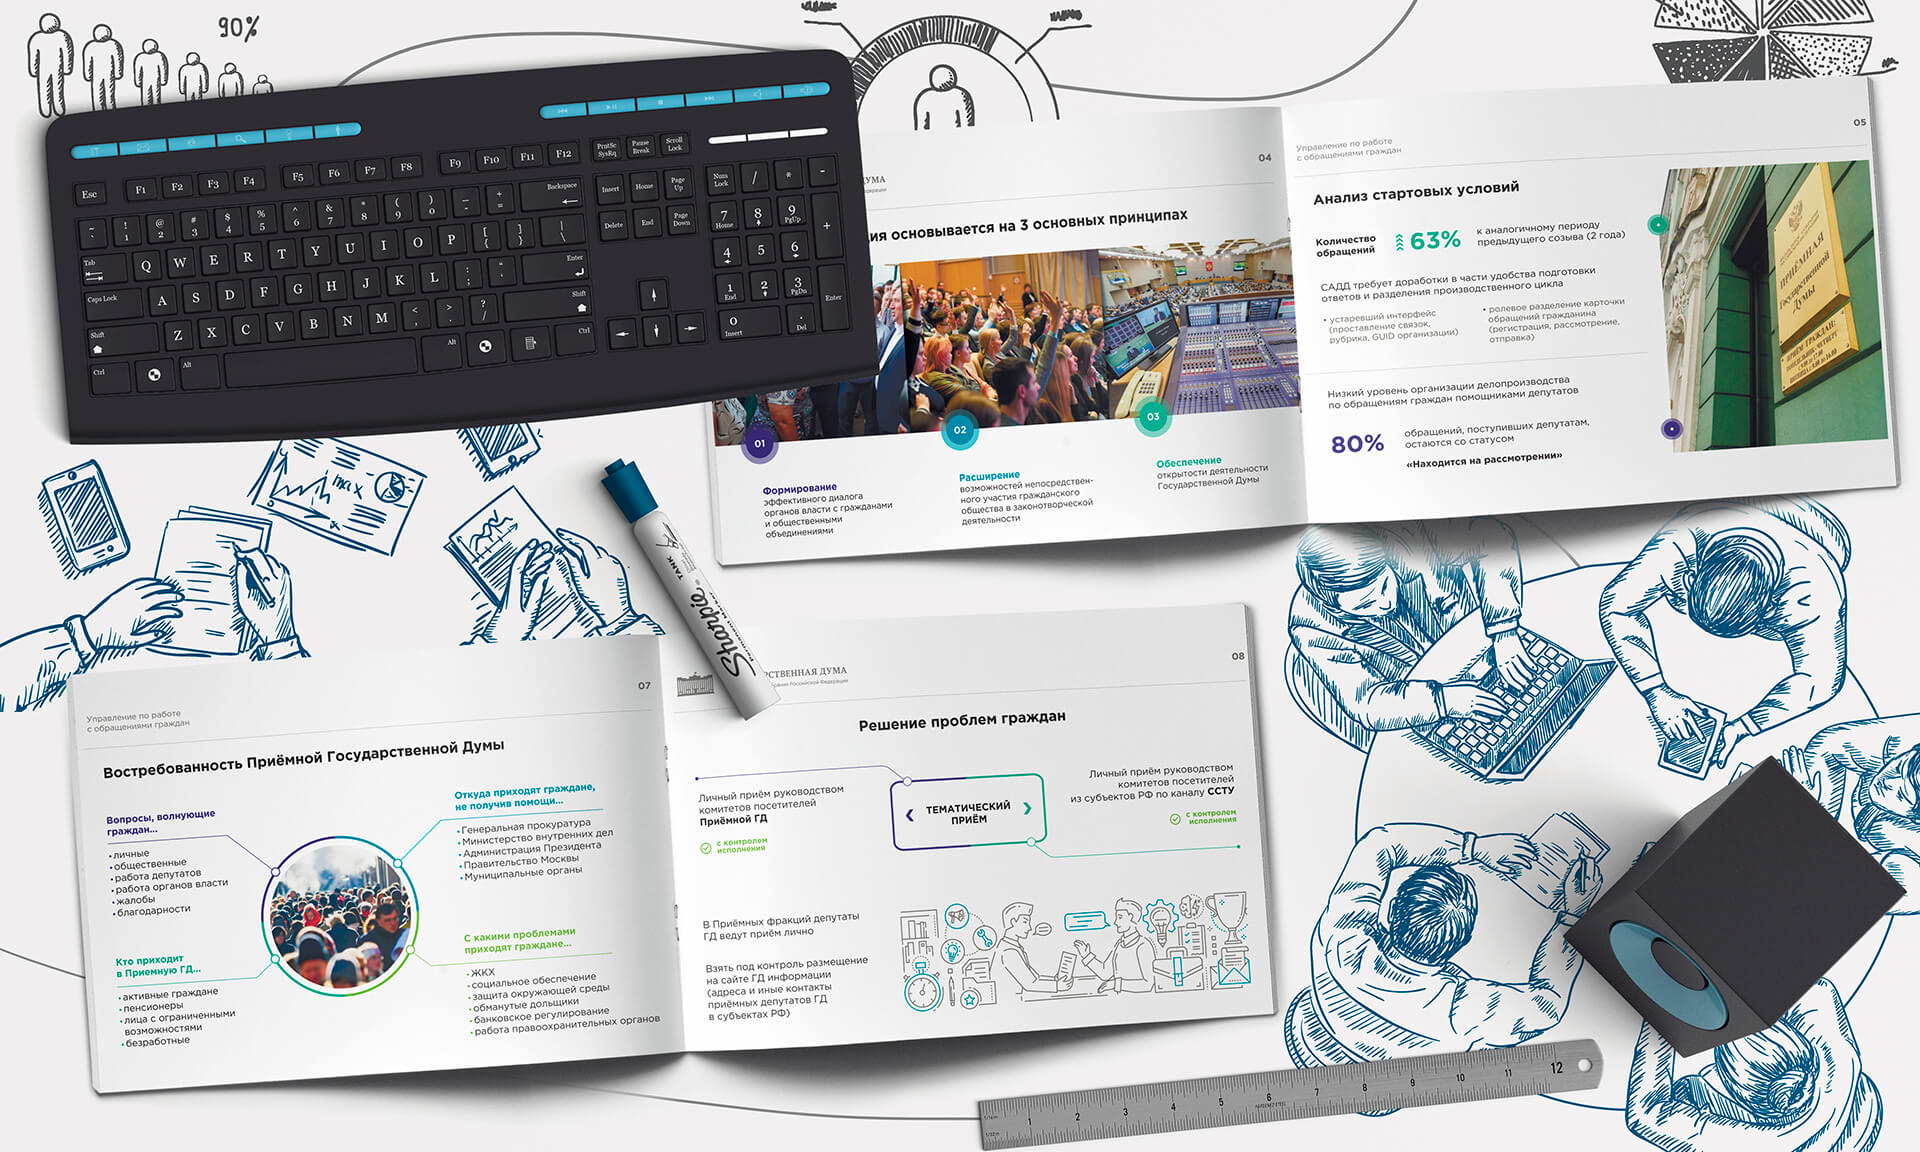 90%
Esc F1 F2 F3 F4 F5 F6 F7 F8 F9 F10 F11 F12
PrntSc SysRq
Pause Break
Scroll Lock
Backspace
Insert Home Page Up
Delete End Page Down
Num Lock / * -
7 Home 8 9 PgUp +
4 5 6
1 End 2 3 PgDn Enter
0 Insert . Del
Tab Q W E R T Y U I O P
Caps Lock A S D F G H J K L Enter
Shift Z X C V B N M Shift
Ctrl Alt Alt Ctrl
04
ДУМА
ия основывается на 3 основных принципах
01
02
03
Формирование
эффективного диалога
органов власти с гражданами
и общественными
объединениями
Расширение
возможностей непосредствен-
ного участия гражданского
общества в законотворческой
деятельности
Обеспечение
открытости деятельности
Государственной Думы
05
Управление по работе
с обращениями граждан
Анализ стартовых условий
Количество
обращений
63%
к аналогичному периоду
предыдущего созыва (2 года)
САДД требует доработки в части удобства подготовки
ответов и разделения производственного цикла
• устаревший интерфейс
(проставление связок,
рубрика, GUID организации)
• ролевое разделение карточки
обращений гражданина
(регистрация, рассмотрение,
отправка)
Низкий уровень организации делопроизводства
по обращениям граждан помощниками депутатов
80%
обращений, поступивших депутатам,
остаются со статусом
«Находится на рассмотрении»
ПРИЁМНАЯ
Государственной
Думы
ПРИЁМ ГРАЖДАН:
TANK
Sharpie
07
Управление по работе
с обращениями граждан
Востребованность Приёмной Государственной Думы
Вопросы, волнующие
граждан...
• личные
• общественные
• работа депутатов
• работа органов власти
• жалобы
• благодарности
Откуда приходят граждане,
не получив помощи...
• Генеральная прокуратура
• Министерство внутренних дел
• Администрация Президента
• Правительство Москвы
• Муниципальные органы
Кто приходит
в Приемную ГД...
• активные граждане
• пенсионеры
• лица с ограниченными
возможностями
• безработные
С какими проблемами
приходят граждане...
• ЖКХ
• социальное обеспечение
• защита окружающей среды
• обманутые дольщики
• банковское регулирование
• работа правоохранительных органов
08
РСТВЕННАЯ ДУМА
брания Российской Федерации
Решение проблем граждан
Личный приём руководством
комитетов посетителей
Приёмной ГД
с контролем
исполнения
ТЕМАТИЧЕСКИЙ
ПРИЁМ
Личный приём руководством
комитетов посетителей
из субъектов РФ по каналу ССТУ
с контролем
исполнения
В Приёмных фракций депутаты
ГД ведут приём лично
Взять под контроль размещение
на сайте ГД информации
(адреса и иные контакты
приёмных депутатов ГД
в субъектах РФ)
1 2 3 4 5 6 7 8 9 10 11 12